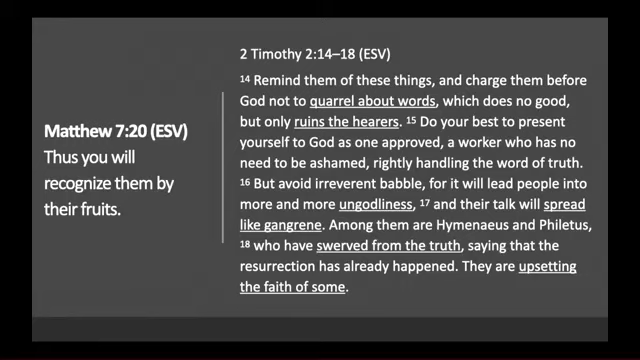 Matthew 7:20 (ESV)
Thus you will
recognize them by
their fruits.
2 Timothy 2:14–18 (ESV)
14 Remind them of these things, and charge them before
God not to quarrel about words, which does no good,
but only ruins the hearers. 15 Do your best to present
yourself to God as one approved, a worker who has no
need to be ashamed, rightly handling the word of truth.
16 But avoid irreverent babble, for it will lead people into
more and more ungodliness, 17 and their talk will spread
like gangrene. Among them are Hymenaeus and Philetus,
18 who have swerved from the truth, saying that the
resurrection has already happened. They are upsetting
the faith of some.